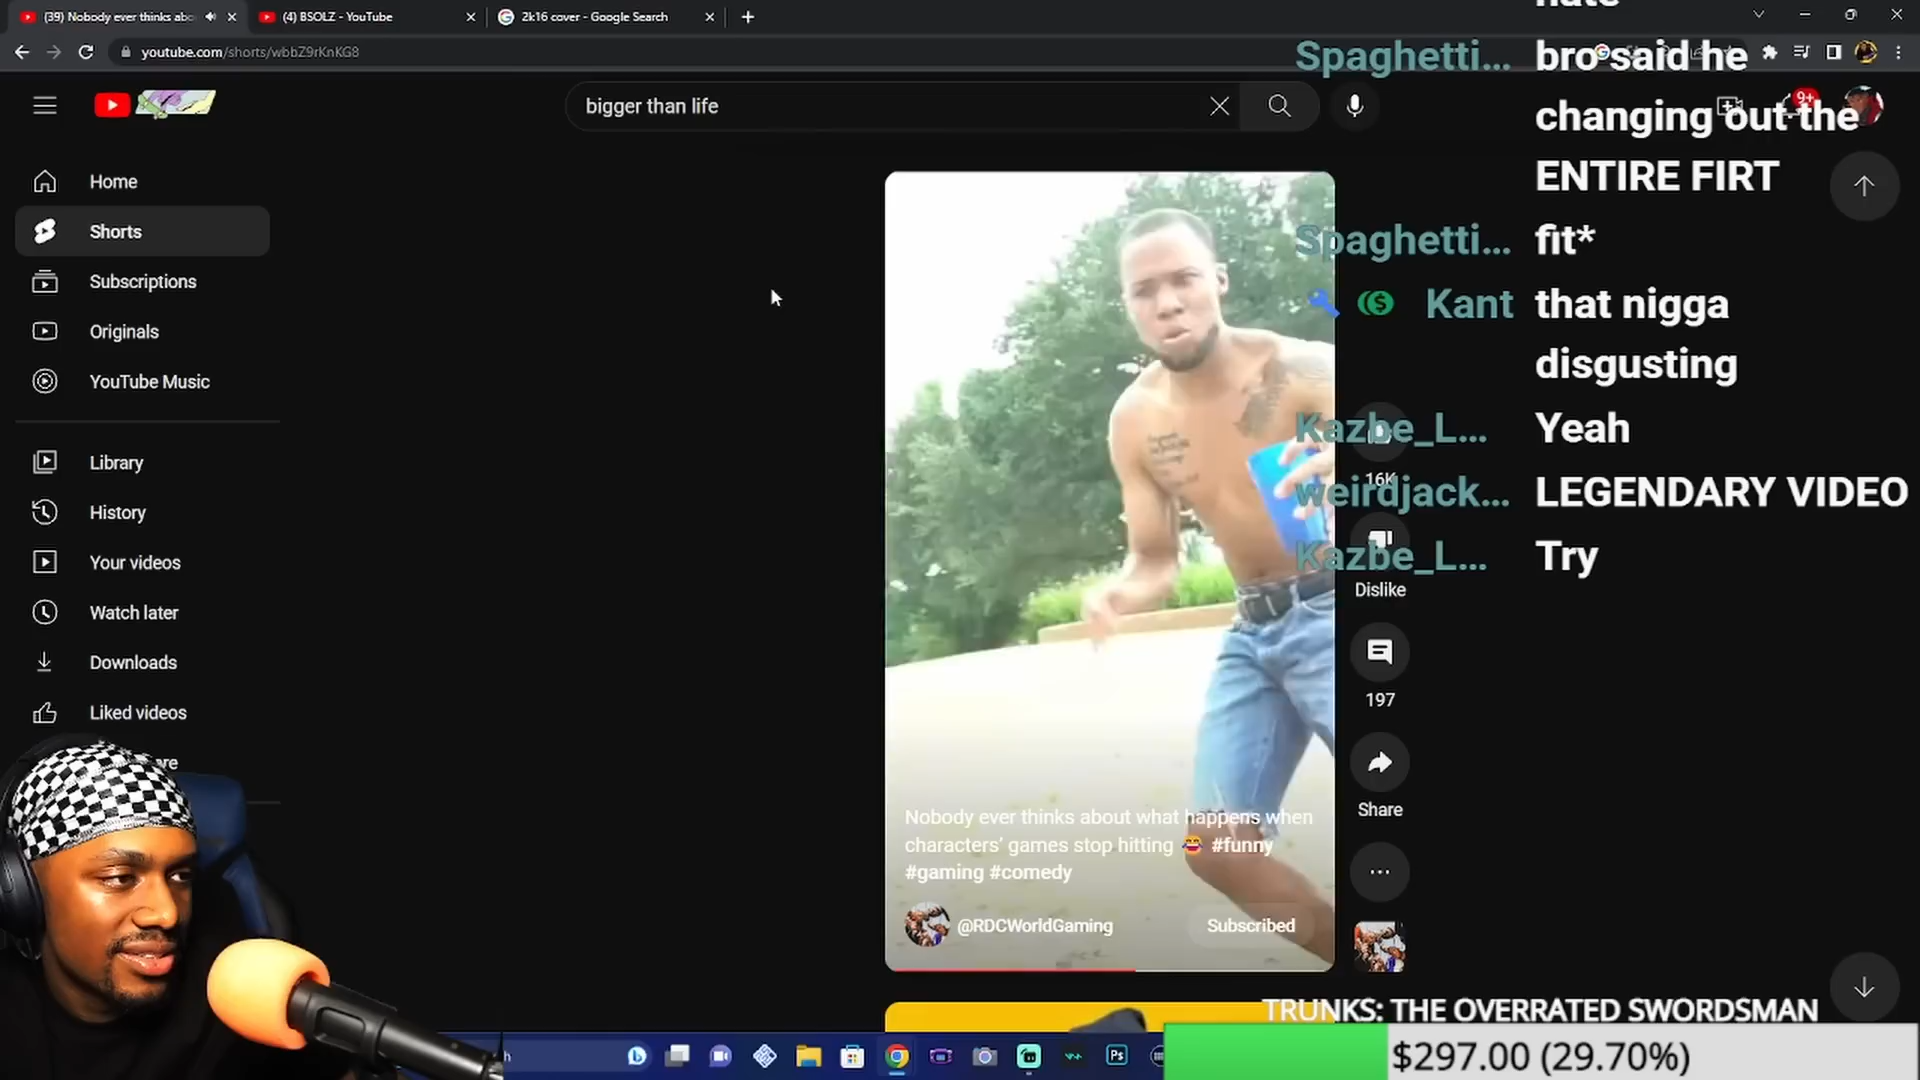 (39) Nobody ever thinks abo
(4) BSOLZ - YouTube
2k16 cover - Google Search
youtube.com/shorts/wbbZ9rKnKG8
bigger than life
9+
Home
Shorts
Subscriptions
Originals
YouTube Music
Library
History
Your videos
Watch later
Downloads
Liked videos
hate
Spaghetti... bro said he
changing out the
ENTIRE FIRT
Spaghetti... fit*
Kant that nigga
disgusting
Kazbe_L... Yeah
16K
weirdjack... LEGENDARY VIDEO
Kazbe_L... Try
Dislike
197
Share
Nobody ever thinks about what happens when
characters' games stop hitting 😂 #funny
#gaming #comedy
@RDCWorldGaming
Subscribed
TRUNKS: THE OVERRATED SWORDSMAN
$297.00 (29.70%)
Ps